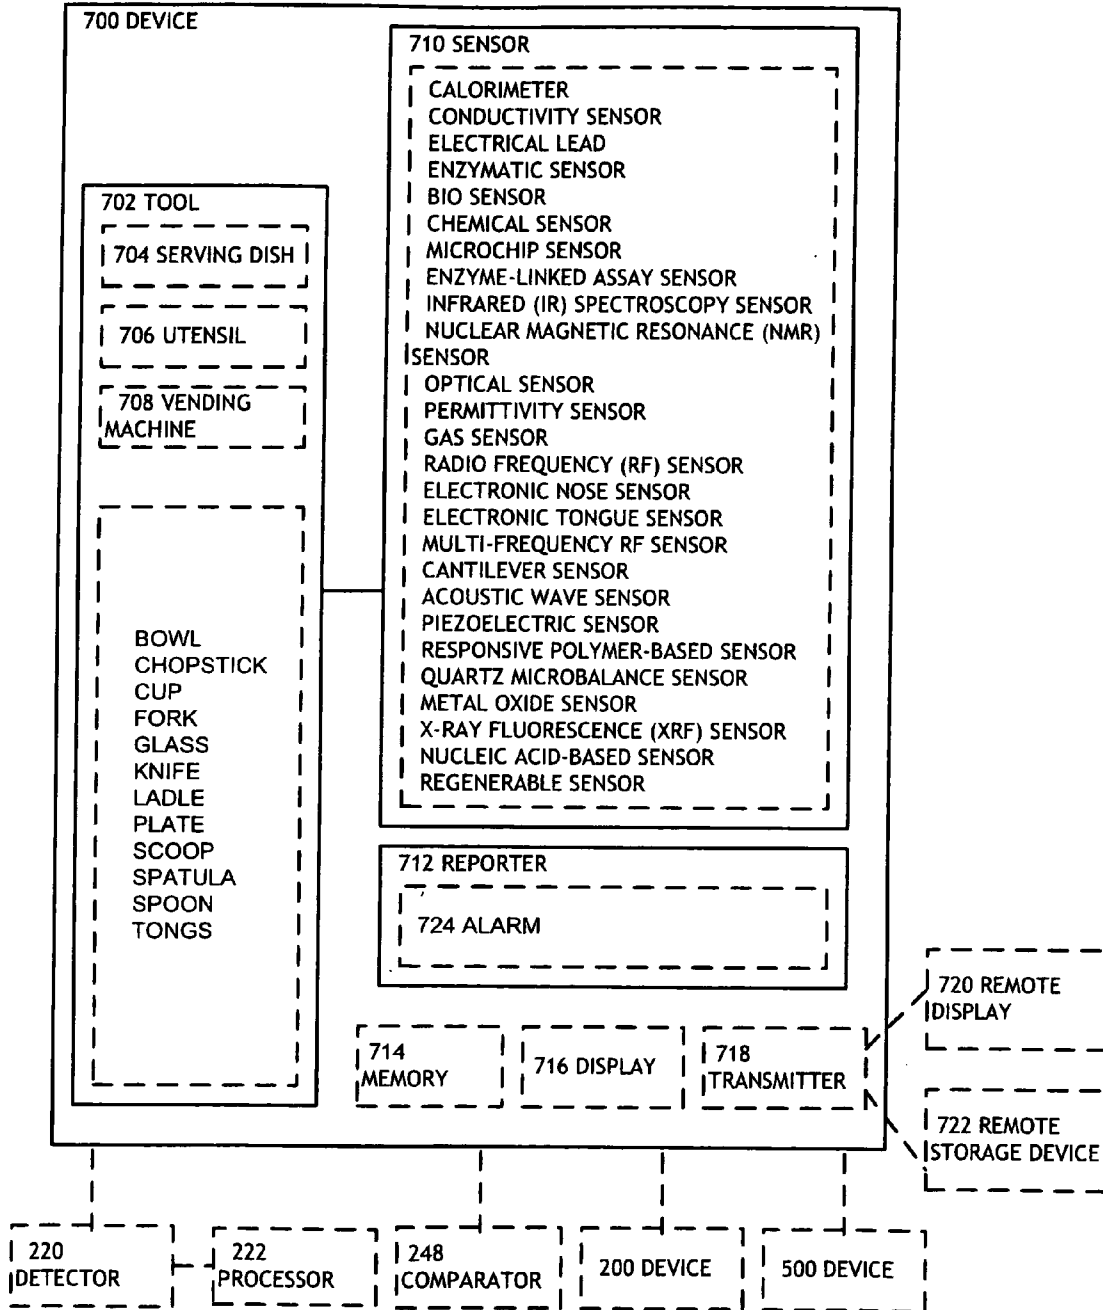 700 DEVICE
710 SENSOR
CALORIMETER
CONDUCTIVITY SENSOR
ELECTRICAL LEAD
ENZYMATIC SENSOR
BIO SENSOR
CHEMICAL SENSOR
MICROCHIP SENSOR
ENZYME-LINKED ASSAY SENSOR
INFRARED (IR) SPECTROSCOPY SENSOR
NUCLEAR MAGNETIC RESONANCE (NMR)
SENSOR
OPTICAL SENSOR
PERMITTIVITY SENSOR
GAS SENSOR
RADIO FREQUENCY (RF) SENSOR
ELECTRONIC NOSE SENSOR
ELECTRONIC TONGUE SENSOR
MULTI-FREQUENCY RF SENSOR
CANTILEVER SENSOR
ACOUSTIC WAVE SENSOR
PIEZOELECTRIC SENSOR
RESPONSIVE POLYMER-BASED SENSOR
QUARTZ MICROBALANCE SENSOR
METAL OXIDE SENSOR
X-RAY FLUORESCENCE (XRF) SENSOR
NUCLEIC ACID-BASED SENSOR
REGENERABLE SENSOR
702 TOOL
704 SERVING DISH
706 UTENSIL
708 VENDING
MACHINE
BOWL
CHOPSTICK
CUP
FORK
GLASS
KNIFE
LADLE
PLATE
SCOOP
SPATULA
SPOON
TONGS
712 REPORTER
724 ALARM
714
MEMORY
716 DISPLAY
718
TRANSMITTER
720 REMOTE
DISPLAY
722 REMOTE
STORAGE DEVICE
220
DETECTOR
222
PROCESSOR
248
COMPARATOR
200 DEVICE
500 DEVICE